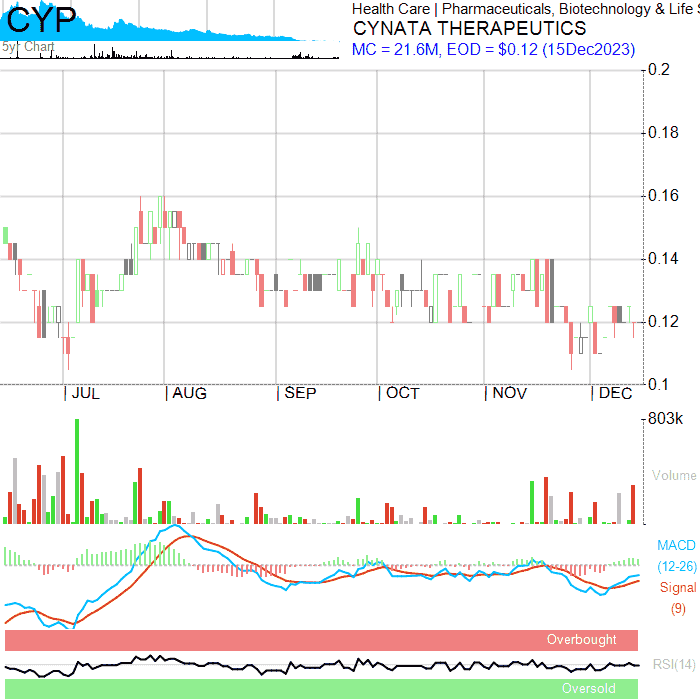 CYP
5yr Chart
Health Care | Pharmaceuticals, Biotechnology & Life S
CYNATA THERAPEUTICS
MC = 21.6M, EOD = $0.12 (15Dec2023)
0.2
0.18
0.16
0.14
0.12
0.1
| JUL | AUG | SEP | OCT | NOV | DEC
803k
Volume
MACD
(12-26)
Signal
(9)
Overbought
RSI(14)
Oversold